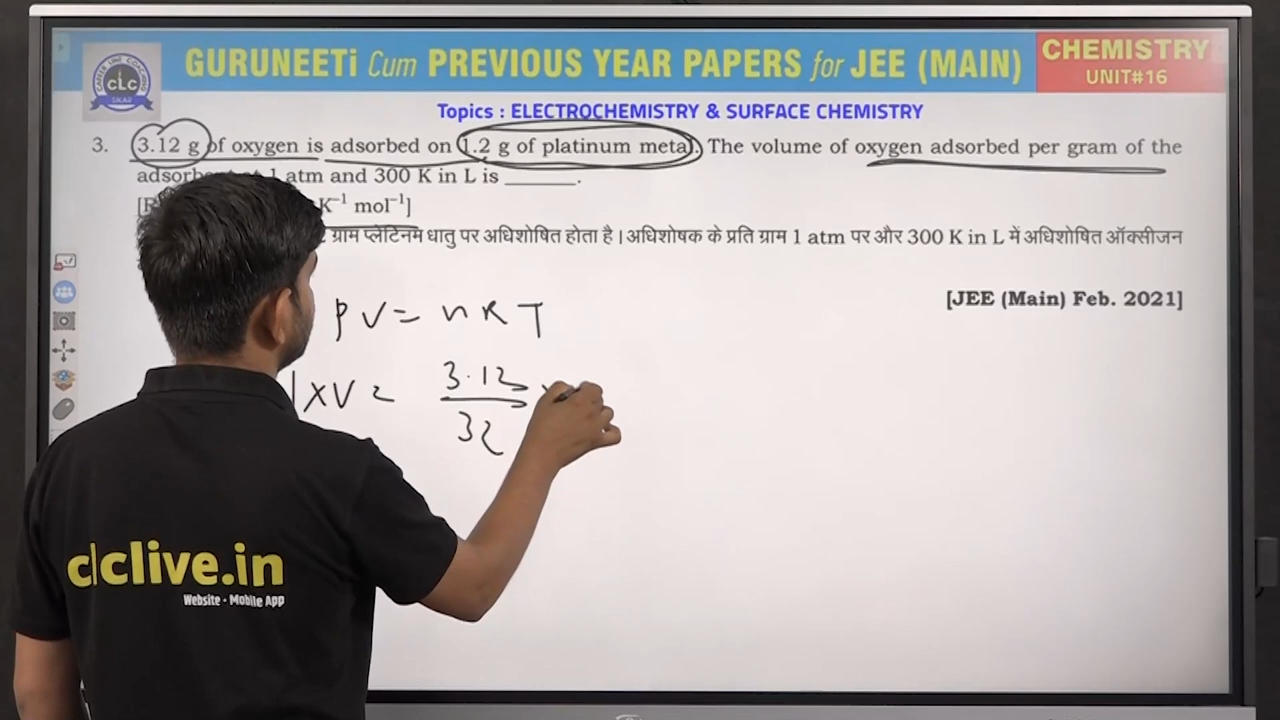 GURUNEETi Cum PREVIOUS YEAR PAPERS for JEE (MAIN)
CHEMISTRY
UNIT#16
CLC
SIKAR
Topics : ELECTROCHEMISTRY & SURFACE CHEMISTRY
3. 3.12 g of oxygen is adsorbed on 1.2 g of platinum metal. The volume of oxygen adsorbed per gram of the
1 atm and 300 K in L is ______.
K⁻¹ mol⁻¹]
ग्राम प्लेटिनम धातु पर अधिशोषित होता है। अधिशोषक के प्रति ग्राम 1 atm पर और 300 K in L में अधिशोषित ऑक्सीजन
[JEE (Main) Feb. 2021]
PV = nRT
1×V = 3.12/32 ×
clclive.in
Website - Mobile App